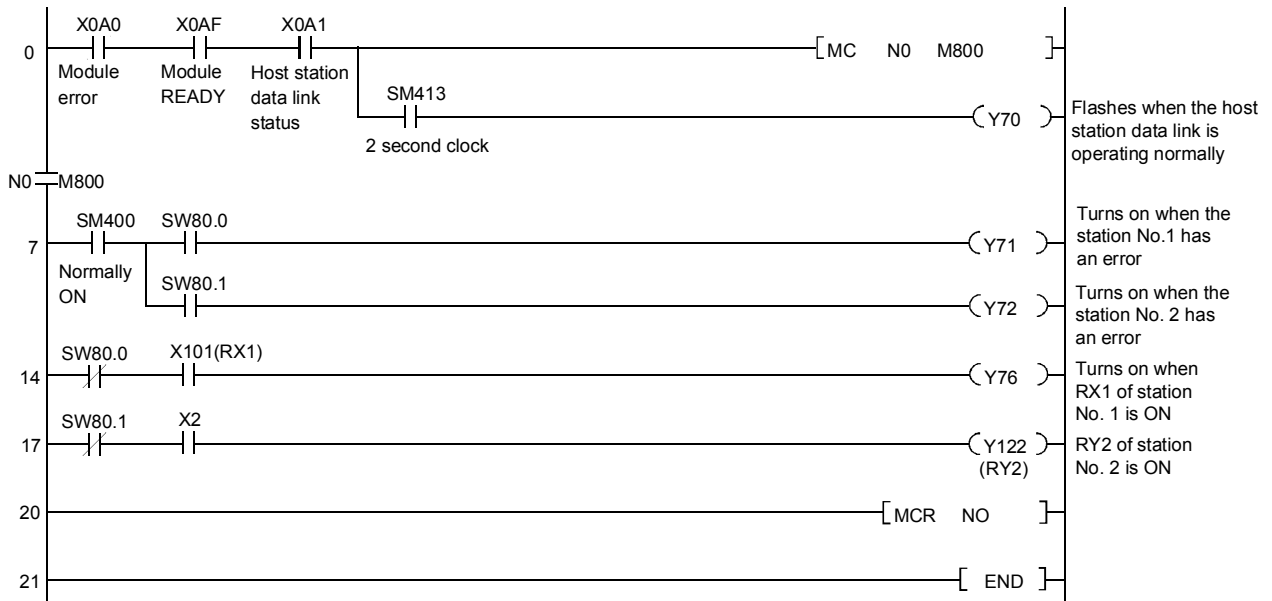 X0A0 X0AF X0A1
0 MC N0 M800
Module error
Module READY
Host station data link status
SM413
Y70
2 second clock
Flashes when the host
station data link is
operating normally
N0 M800
SM400 SW80.0
7 Y71
Normally ON
Turns on when the
station No.1 has
an error
SW80.1
Y72
Turns on when the
station No. 2 has
an error
SW80.0 X101(RX1)
14 Y76
Turns on when
RX1 of station
No. 1 is ON
SW80.1 X2
17 Y122
(RY2)
RY2 of station
No. 2 is ON
20 MCR NO
21 END